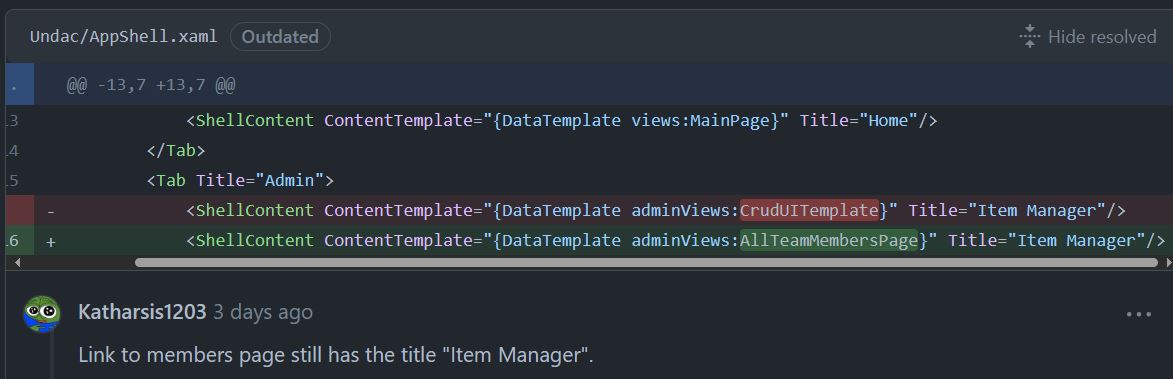 Undac/AppShell.xaml Outdated Hide resolved
@@ -13,7 +13,7 @@
13 <ShellContent ContentTemplate="{DataTemplate views:MainPage}" Title="Home"/>
14 </Tab>
15 <Tab Title="Admin">
- <ShellContent ContentTemplate="{DataTemplate adminViews:CrudUITemplate}" Title="Item Manager"/>
16 + <ShellContent ContentTemplate="{DataTemplate adminViews:AllTeamMembersPage}" Title="Item Manager"/>
Katharsis1203 3 days ago
Link to members page still has the title "Item Manager".